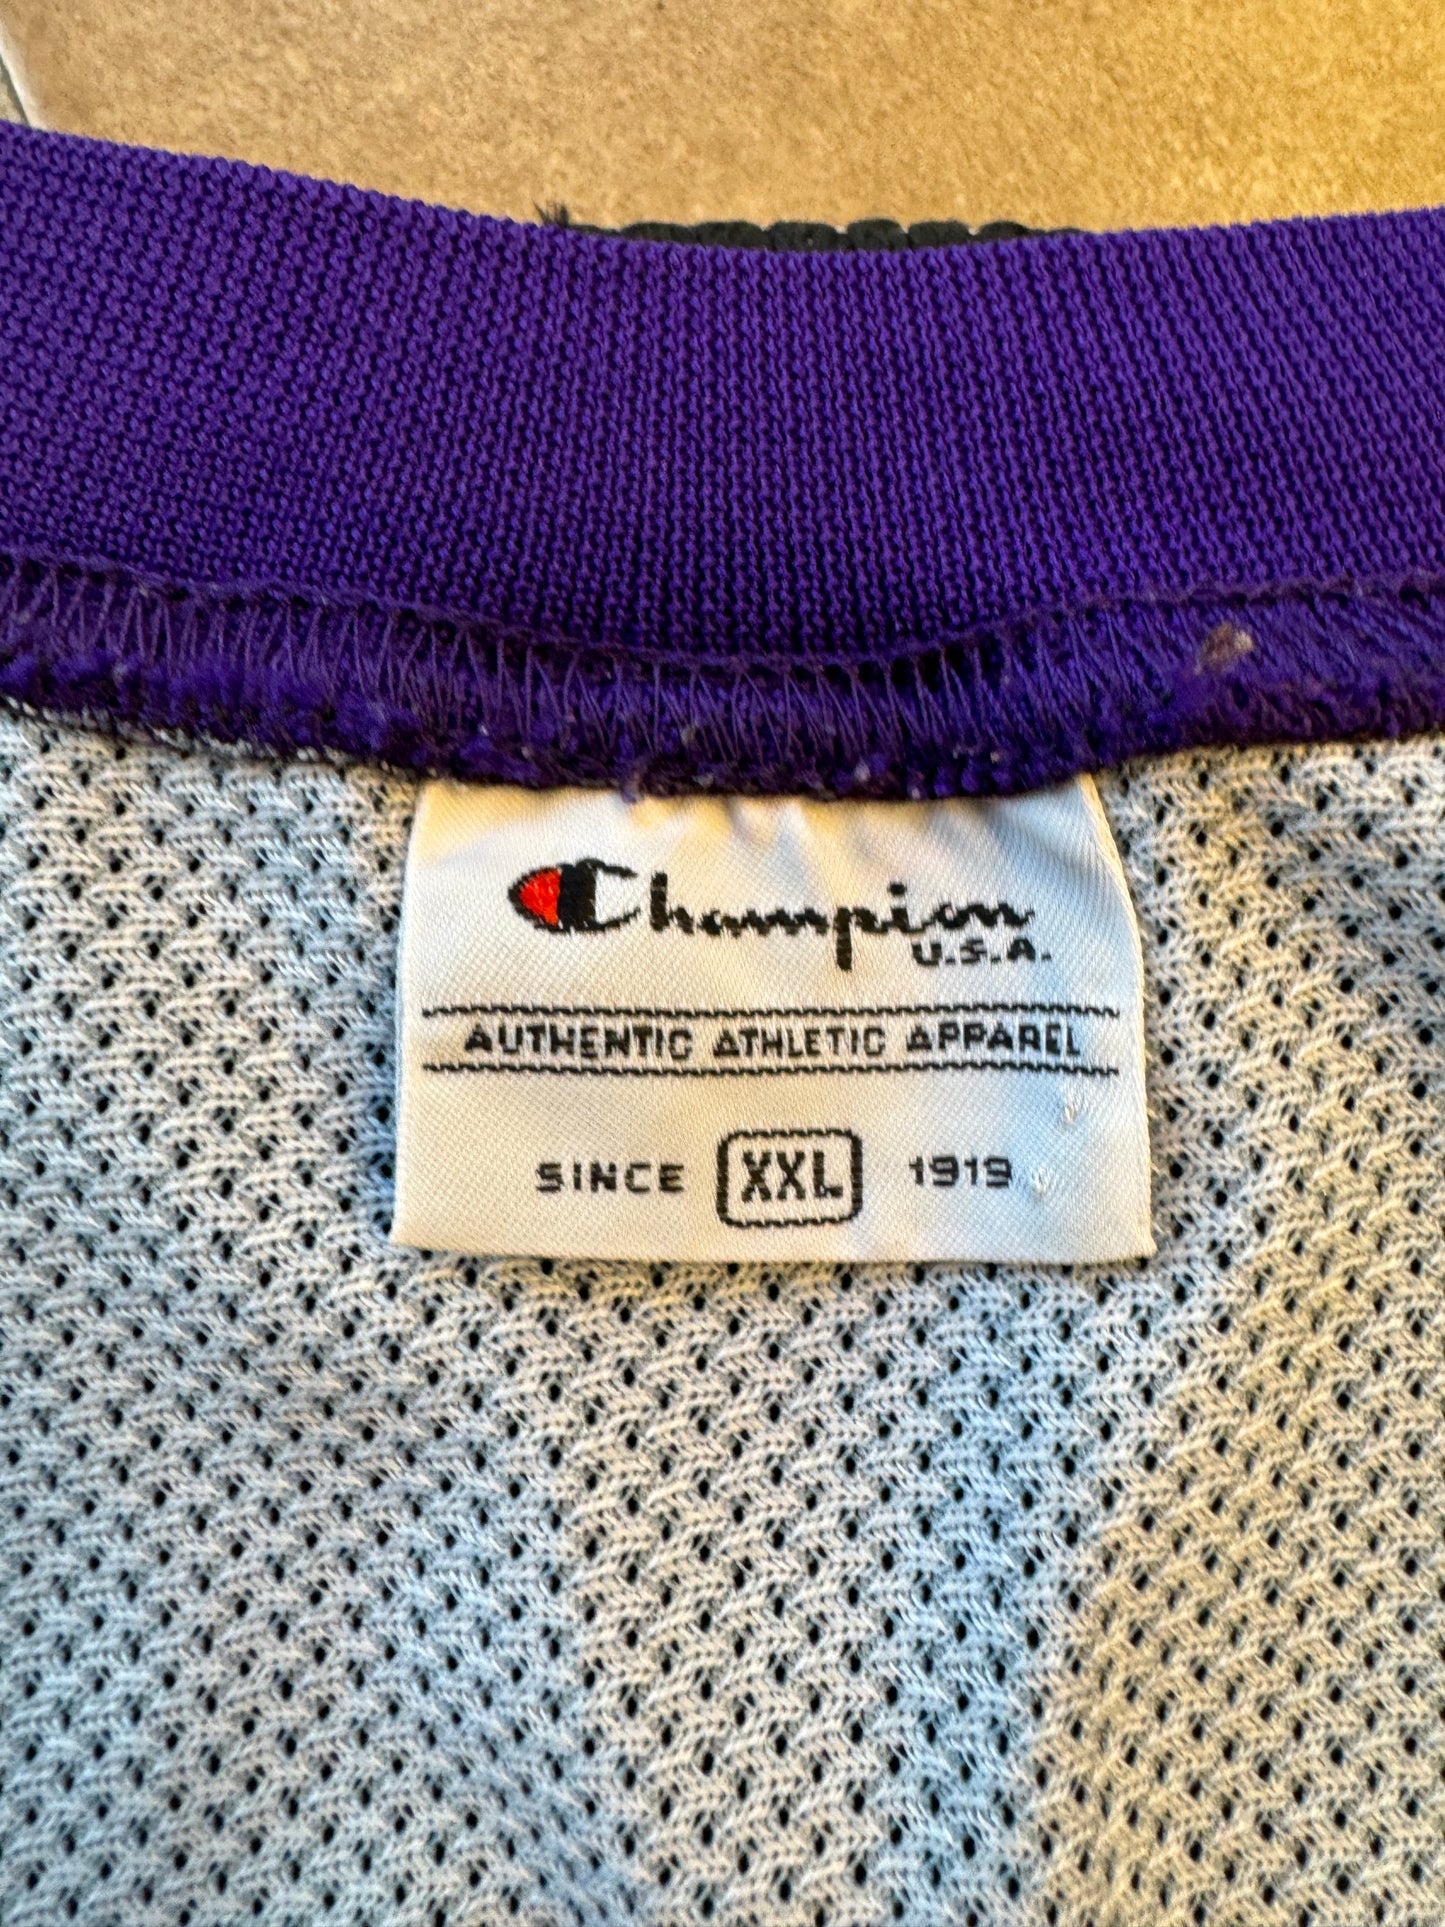 Champion
U.S.A.
AUTHENTIC ATHLETIC APPAREL
SINCE XXL 1919